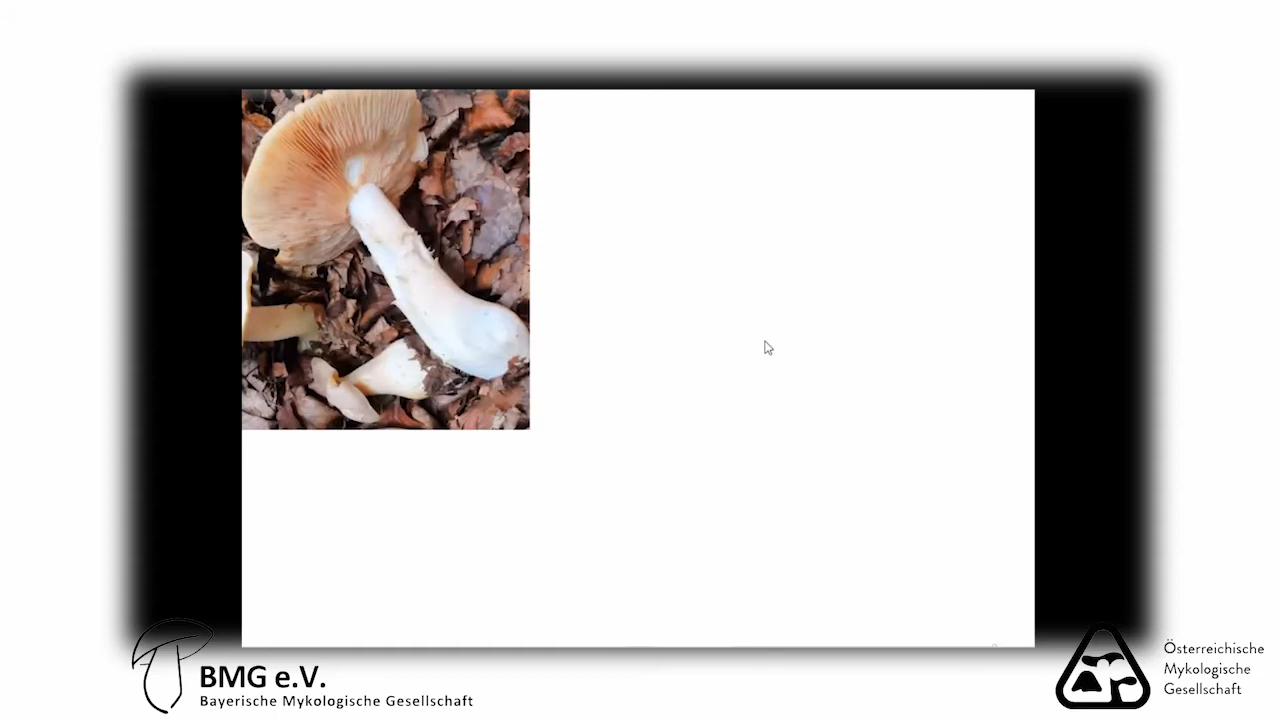 BMG e.V.
Bayerische Mykologische Gesellschaft
Österreichische
Mykologische
Gesellschaft